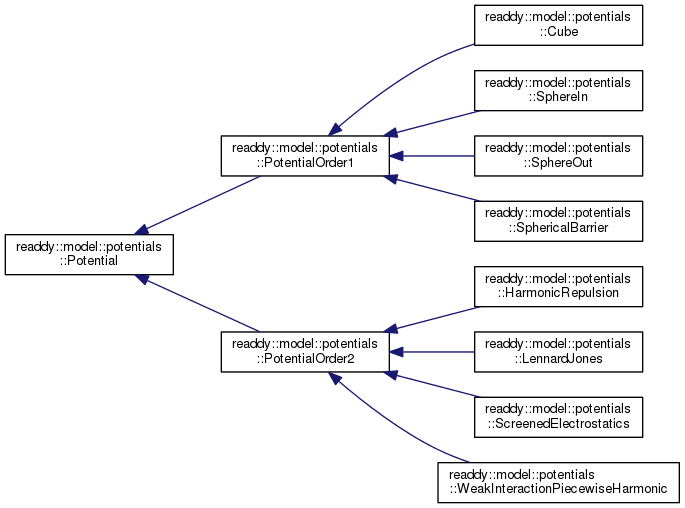 readdy::model::potentials
::Cube
readdy::model::potentials
::SphereIn
readdy::model::potentials
::PotentialOrder1
readdy::model::potentials
::SphereOut
readdy::model::potentials
::SphericalBarrier
readdy::model::potentials
::Potential
readdy::model::potentials
::HarmonicRepulsion
readdy::model::potentials
::PotentialOrder2
readdy::model::potentials
::LennardJones
readdy::model::potentials
::ScreenedElectrostatics
readdy::model::potentials
::WeakInteractionPiecewiseHarmonic